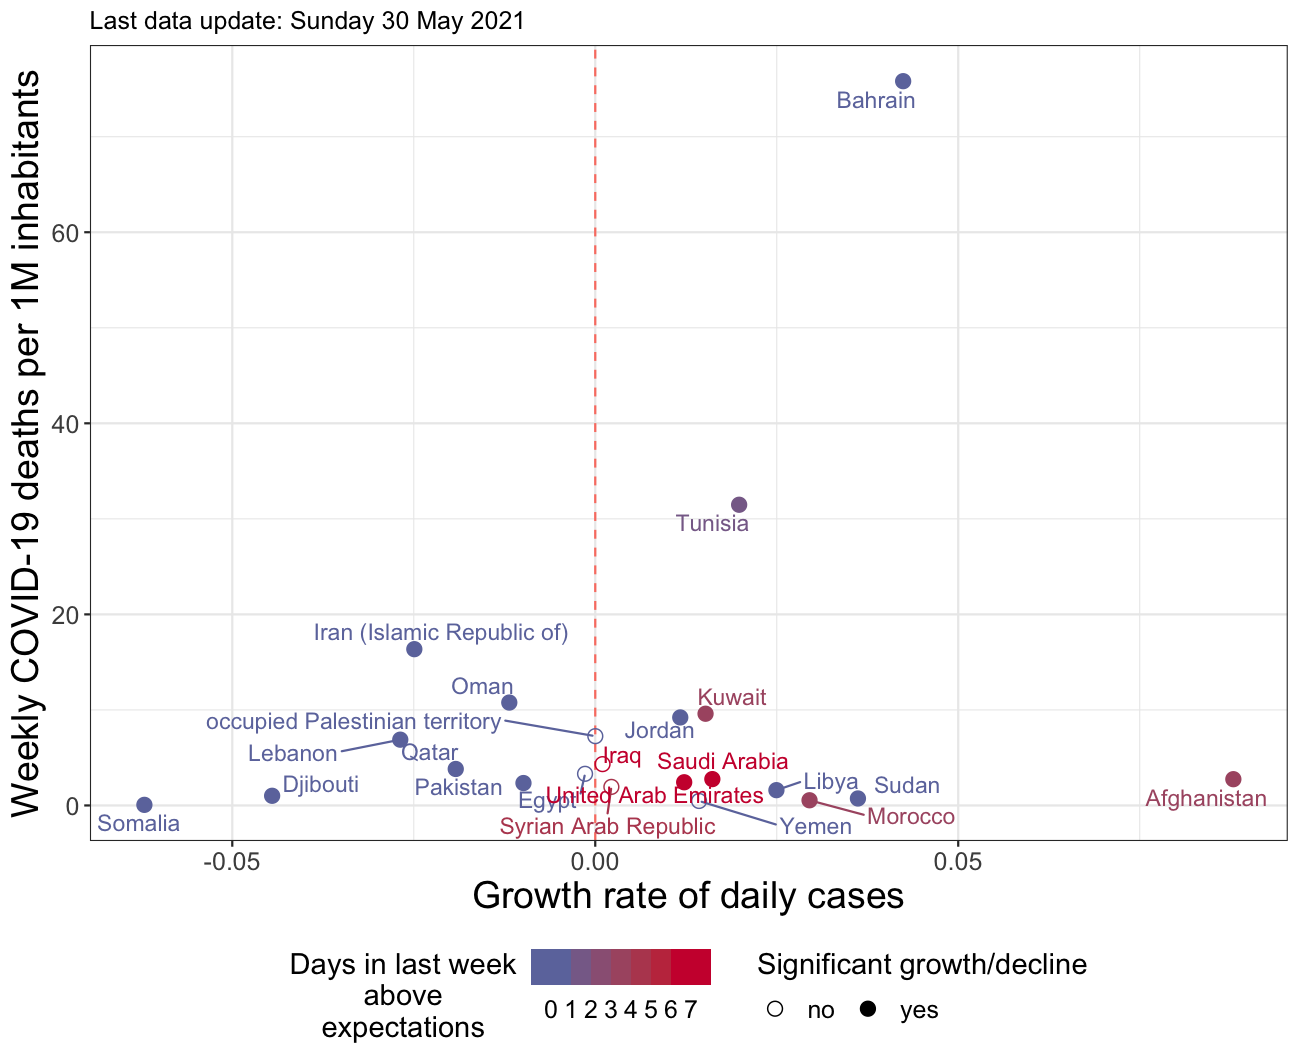 Last data update: Sunday 30 May 2021
Weekly COVID-19 deaths per 1M inhabitants
60
40
20
0
Bahrain
Tunisia
Iran (Islamic Republic of)
Oman
Kuwait
occupied Palestinian territory
Jordan
Lebanon
Qatar
Iraq
Saudi Arabia
Djibouti
Pakistan
Libya
Sudan
Egypt
United Arab Emirates
Afghanistan
Somalia
Syrian Arab Republic
Yemen
Morocco
-0.05
0.00
0.05
Growth rate of daily cases
Days in last week
above
expectations
0 1 2 3 4 5 6 7
Significant growth/decline
no
yes